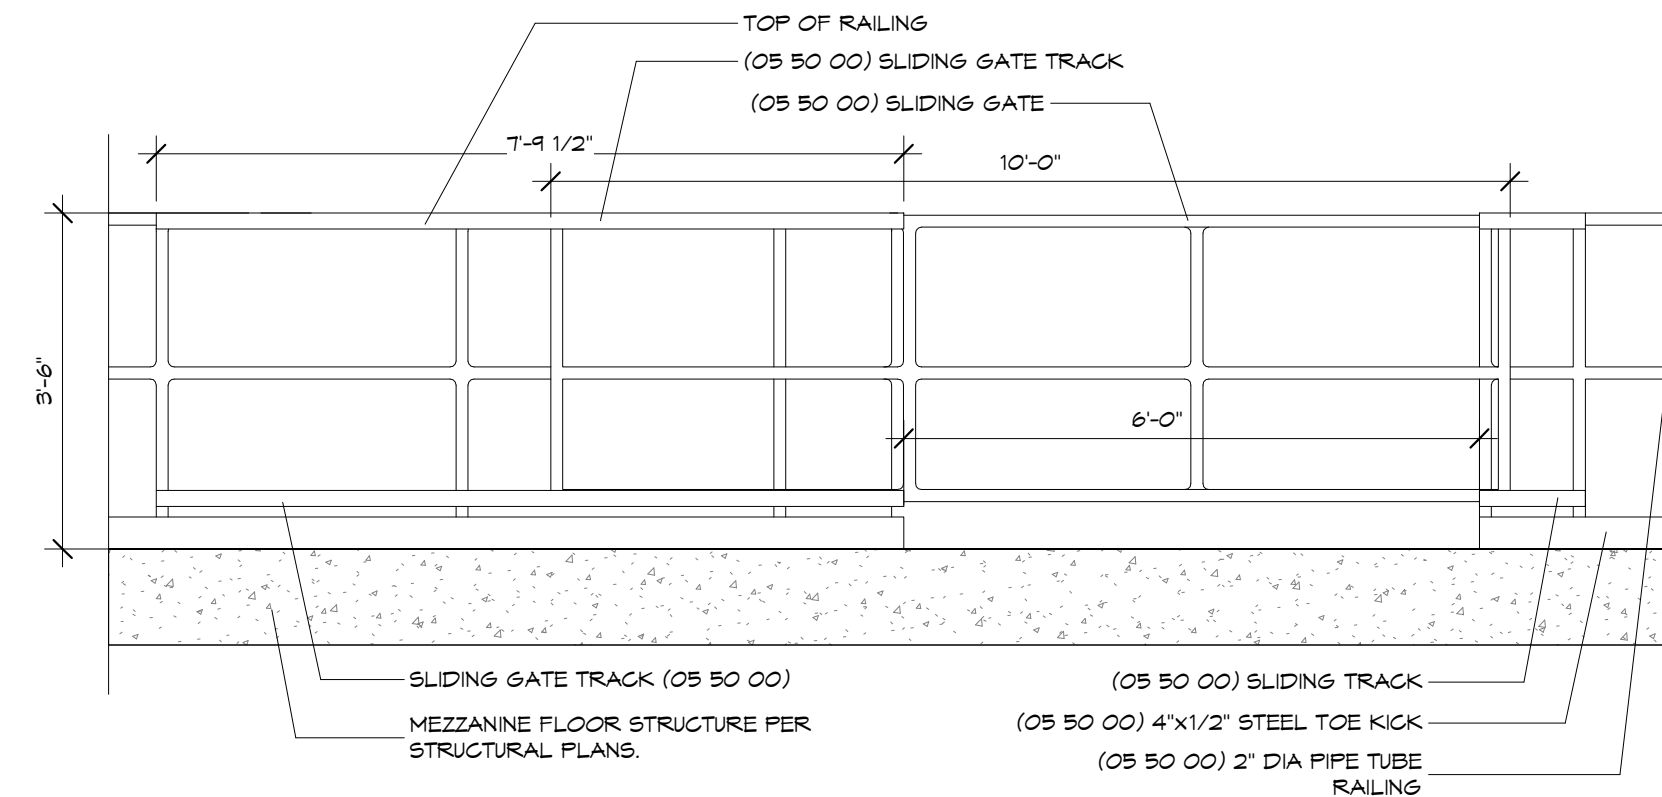 TOP OF RAILING
(05 50 00) SLIDING GATE TRACK
(05 50 00) SLIDING GATE
7'-9 1/2"
10'-0"
3'-6"
6'-0"
SLIDING GATE TRACK (05 50 00)
MEZZANINE FLOOR STRUCTURE PER
STRUCTURAL PLANS.
(05 50 00) SLIDING TRACK
(05 50 00) 4"x1/2" STEEL TOE KICK
(05 50 00) 2" DIA PIPE TUBE
RAILING